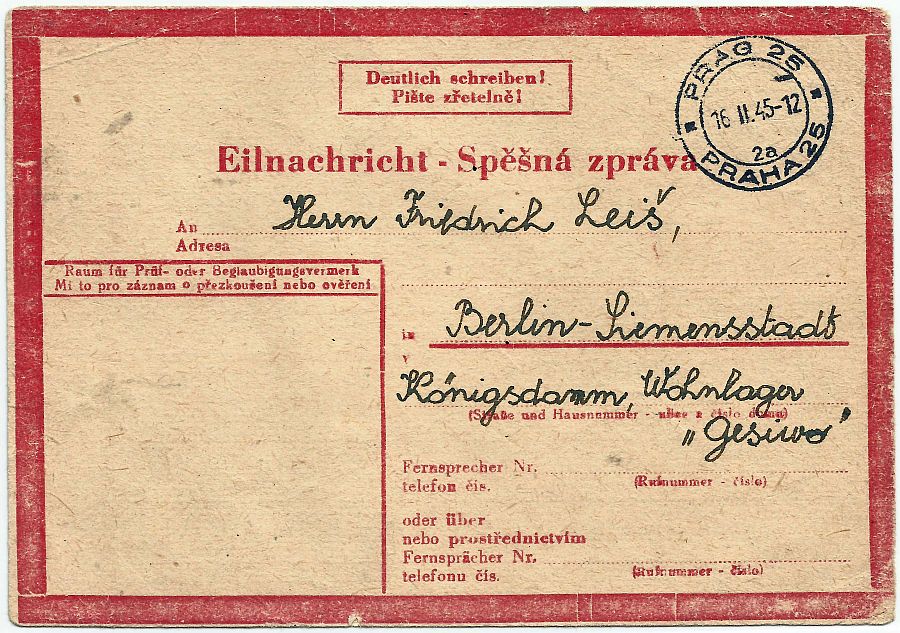 Deutlich schreiben!
Pište zřetelně!
PRAG 25
16 II.45-12
2a
PRAHA 25
Eilnachricht - Spěšná zpráva
An Herrn Friedrich Leiš,
Adresa
Raum für Prüf- oder Beglaubigungsvermerk
Mi to pro záznam o přezkoušení nebo ověření
in Berlin-Siemensstadt
v
Königsdamm, Wohnlager
(Straße und Hausnummer - ulice a číslo domu)
„Gesiwo"
Fernsprecher Nr.
telefon čís.
(Rufnummer - číslo)
oder über
nebo prostřednictvím
Fernsprächer Nr.
telefonu čís.
(Rufnummer - číslo)